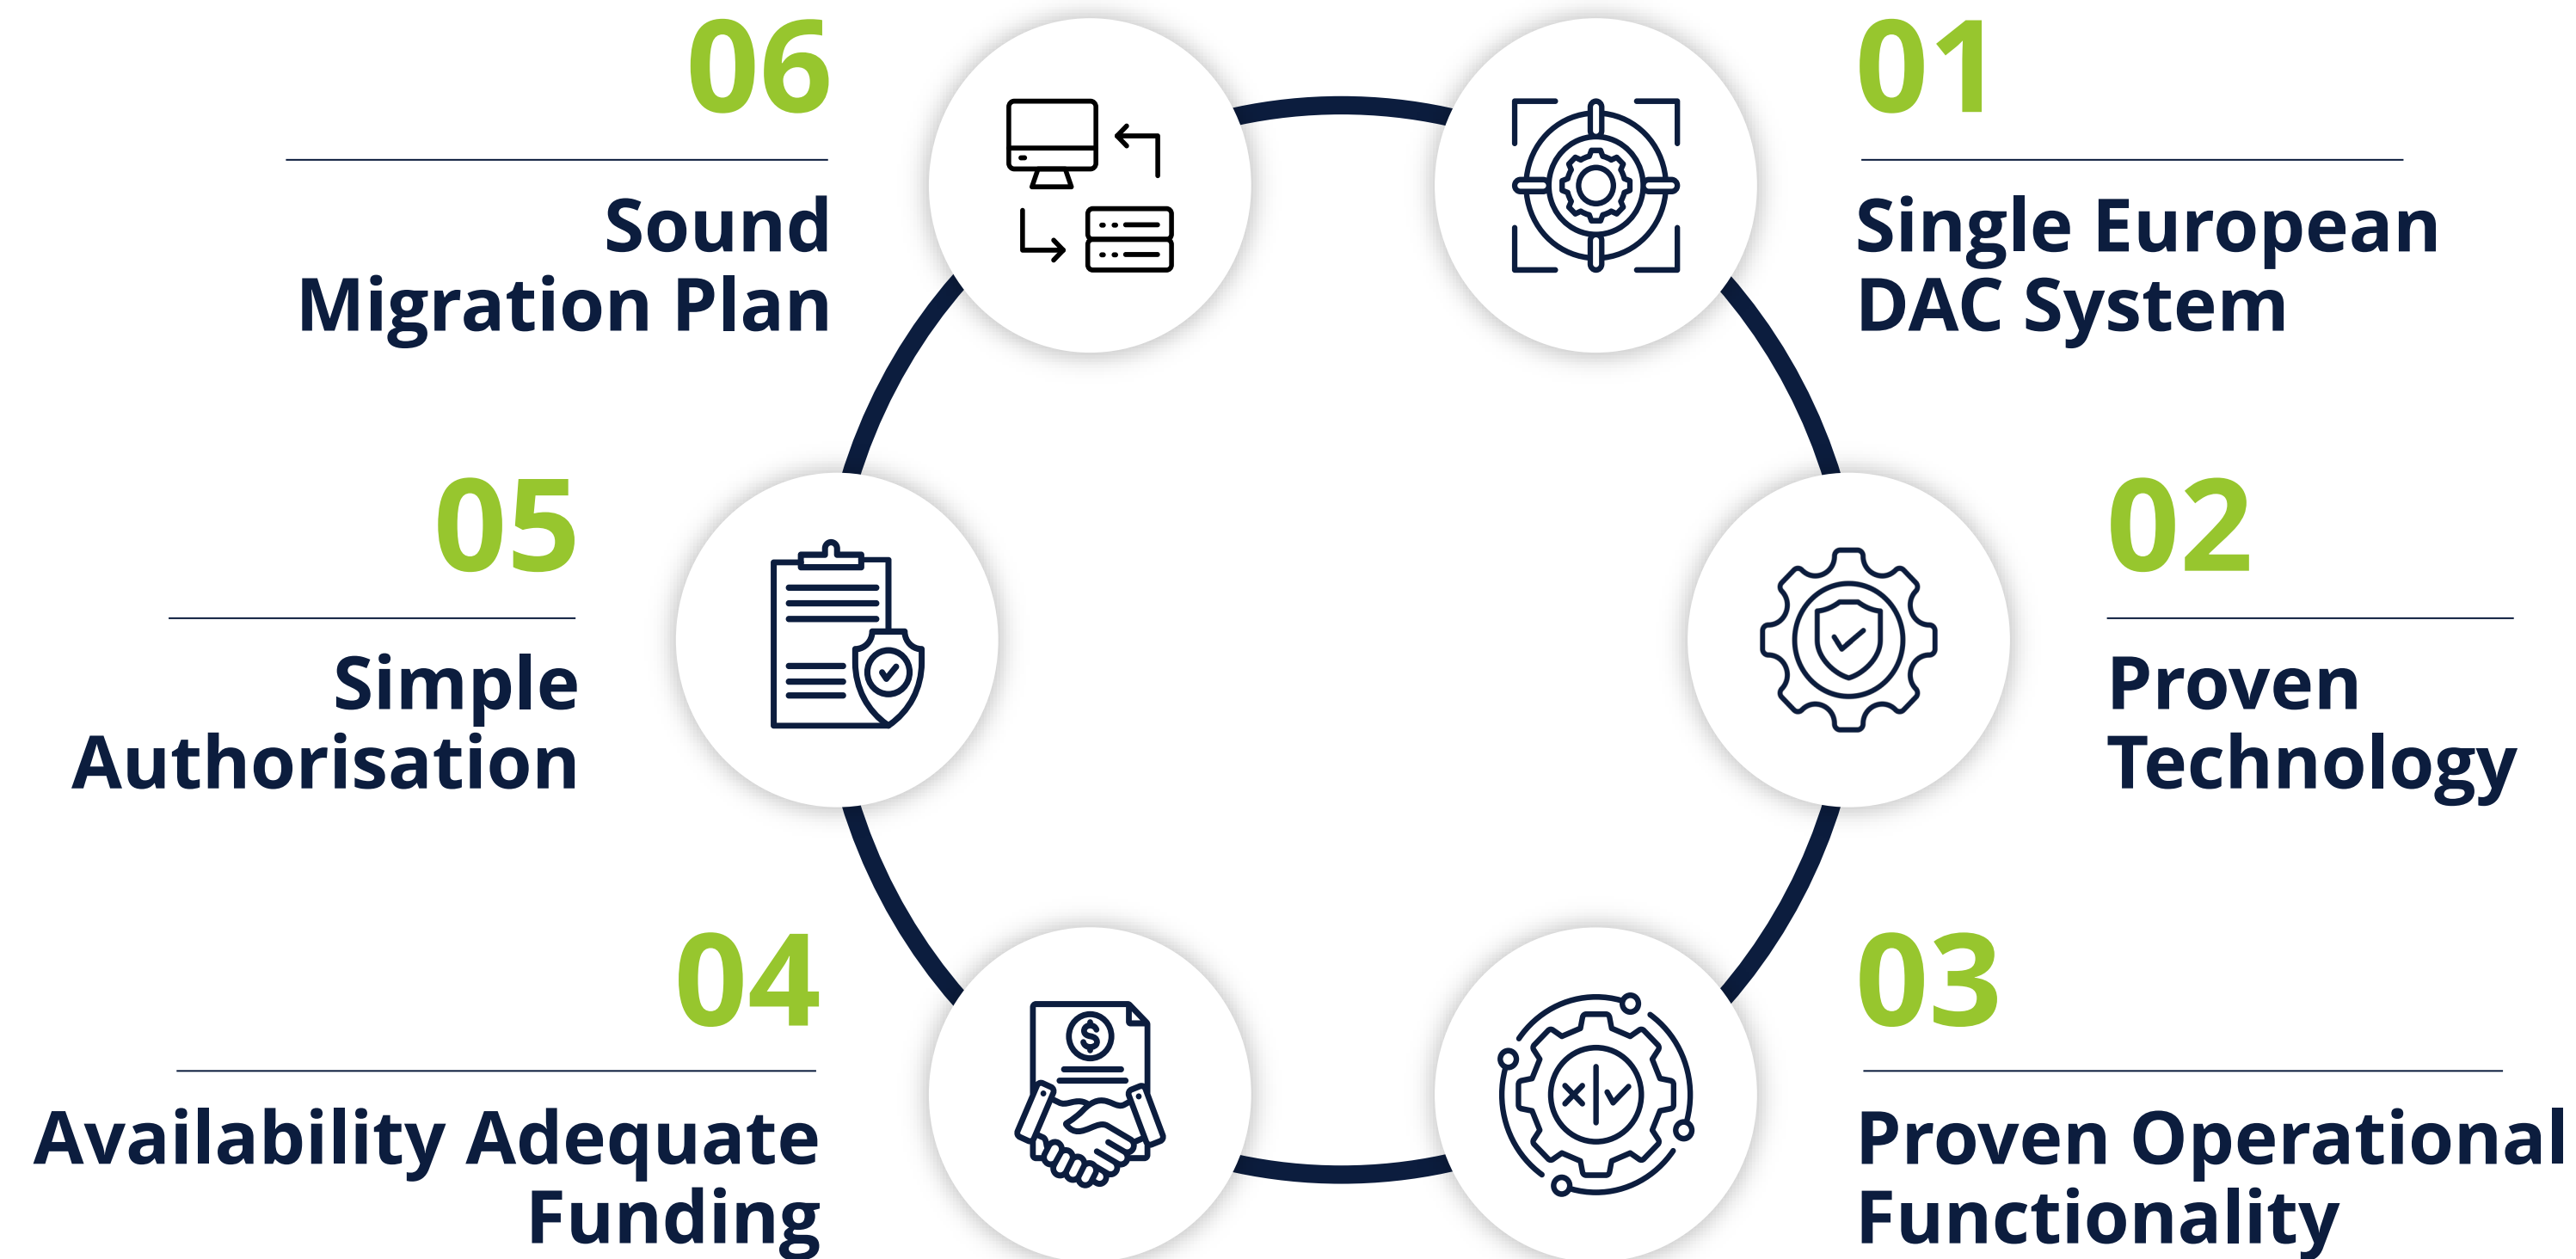 01
Single European
DAC System
02
Proven
Technology
03
Proven Operational
Functionality
04
Availability Adequate
Funding
05
Simple
Authorisation
06
Sound
Migration Plan